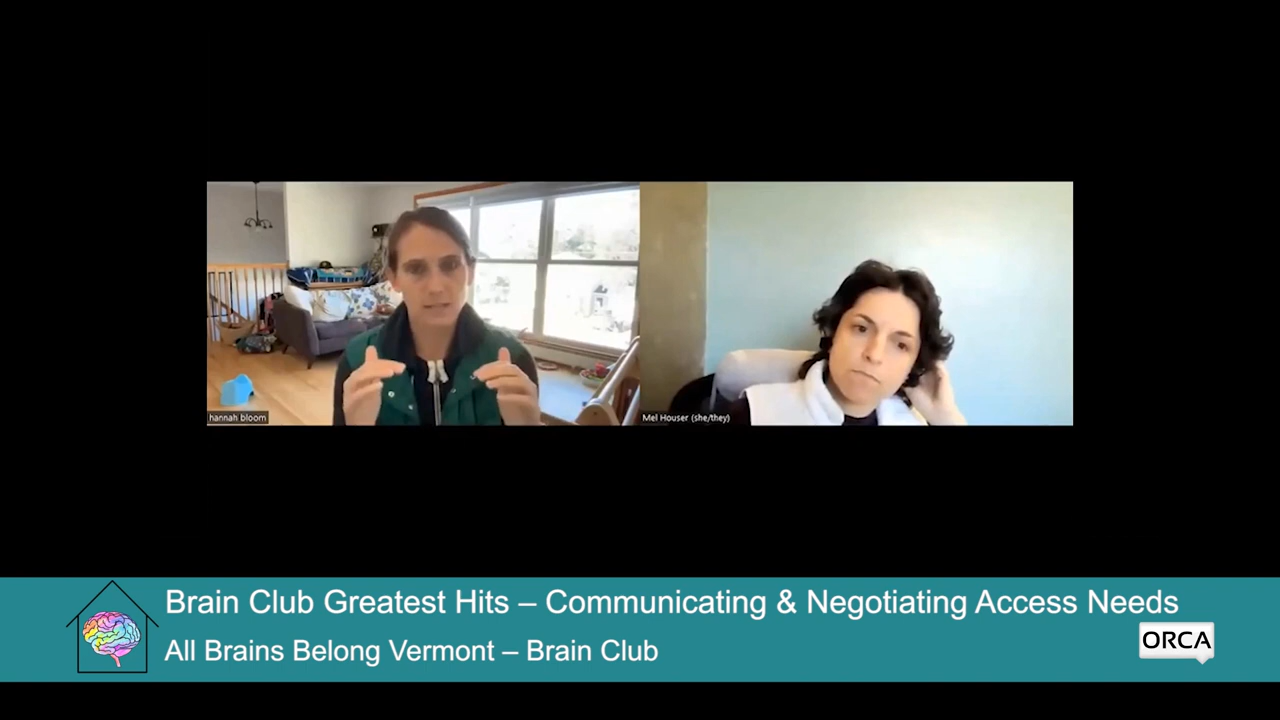 hannah bloom
Mel Houser (she/they)
Brain Club Greatest Hits – Communicating & Negotiating Access Needs
All Brains Belong Vermont – Brain Club
ORCA